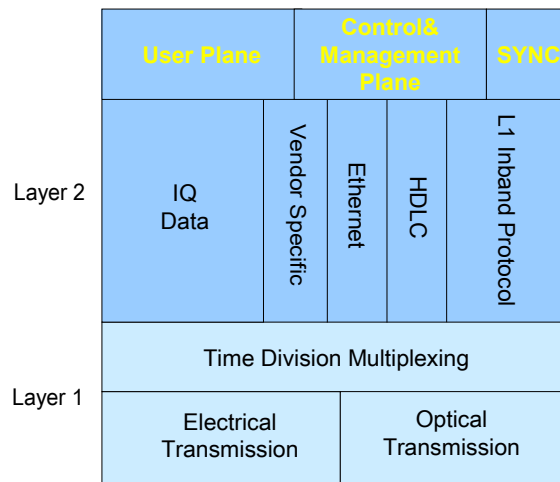 User Plane
Control&
Management
Plane
SYNC
Layer 2
IQ
Data
Vendor Specific
Ethernet
HDLC
L1 Inband Protocol
Layer 1
Time Division Multiplexing
Electrical
Transmission
Optical
Transmission